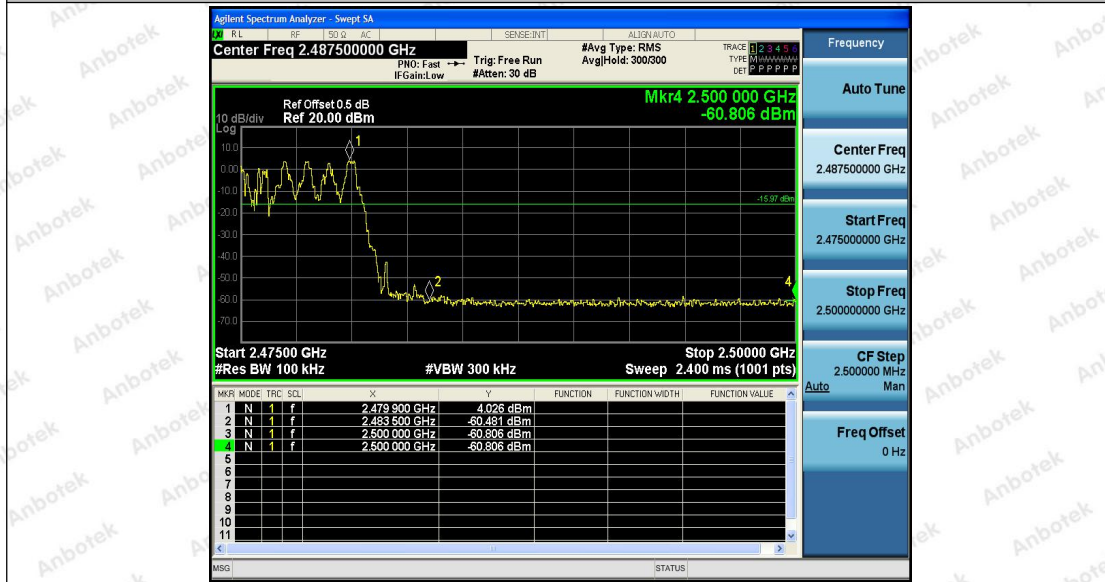 Agilent Spectrum Analyzer - Swept SA
LXI RL RF 50 Ω AC SENSE:INT ALIGNAUTO
Center Freq 2.487500000 GHz
PNO: Fast
IFGain:Low
Trig: Free Run
#Atten: 30 dB
#Avg Type: RMS
Avg|Hold: 300/300
TRACE 1 2 3 4 5 6
TYPE M
DET P P P P P P
Mkr4 2.500 000 GHz
-60.806 dBm
Ref Offset 0.5 dB
10 dB/div Ref 20.00 dBm
Log
10.0
0.00
-10.0
-20.0
-30.0
-40.0
-50.0
-60.0
-70.0
1
-15.97 dBm
2
4
Start 2.47500 GHz Stop 2.50000 GHz
#Res BW 100 kHz #VBW 300 kHz Sweep 2.400 ms (1001 pts)
MKR MODE TRC SCL X Y FUNCTION FUNCTION WIDTH FUNCTION VALUE
1 N 1 f 2.479 900 GHz 4.026 dBm
2 N 1 f 2.483 500 GHz -60.481 dBm
3 N 1 f 2.500 000 GHz -60.806 dBm
4 N 1 f 2.500 000 GHz -60.806 dBm
5
6
7
8
9
10
11
MSG STATUS
Frequency
Auto Tune
Center Freq
2.487500000 GHz
Start Freq
2.475000000 GHz
Stop Freq
2.500000000 GHz
CF Step
2.500000 MHz
Auto Man
Freq Offset
0 Hz
Anbotek